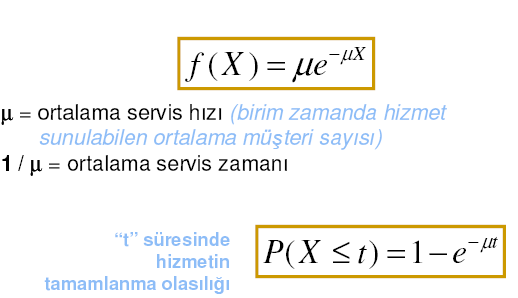 f(X) = μe^{-μX}
μ = ortalama servis hızı (birim zamanda hizmet
sunulabilen ortalama müşteri sayısı)
1 / μ = ortalama servis zamanı
“t” süresinde
hizmetin
tamamlanma olasılığı
P(X ≤ t) = 1 − e^{-μt}